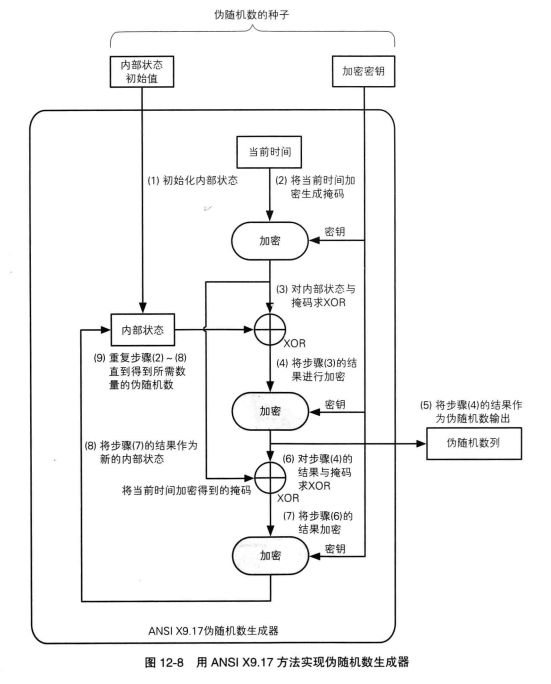 伪随机数的种子
内部状态
初始值
加密密钥
当前时间
(1) 初始化内部状态
(2) 将当前时间加
密生成掩码
加密
密钥
(3) 对内部状态与
掩码求XOR
内部状态
XOR
(9) 重复步骤(2)~(8)
直到得到所需数
量的伪随机数
(4) 将步骤(3)的结
果进行加密
加密
密钥
(5) 将步骤(4)的结果作
为伪随机数输出
伪随机数列
(8) 将步骤(7)的结果作为
新的内部状态
(6) 对步骤(4)的
结果与掩码
求XOR
将当前时间加密得到的掩码
XOR
(7) 将步骤(6)的
结果加密
加密
密钥
ANSI X9.17伪随机数生成器
图 12-8 用 ANSI X9.17 方法实现伪随机数生成器